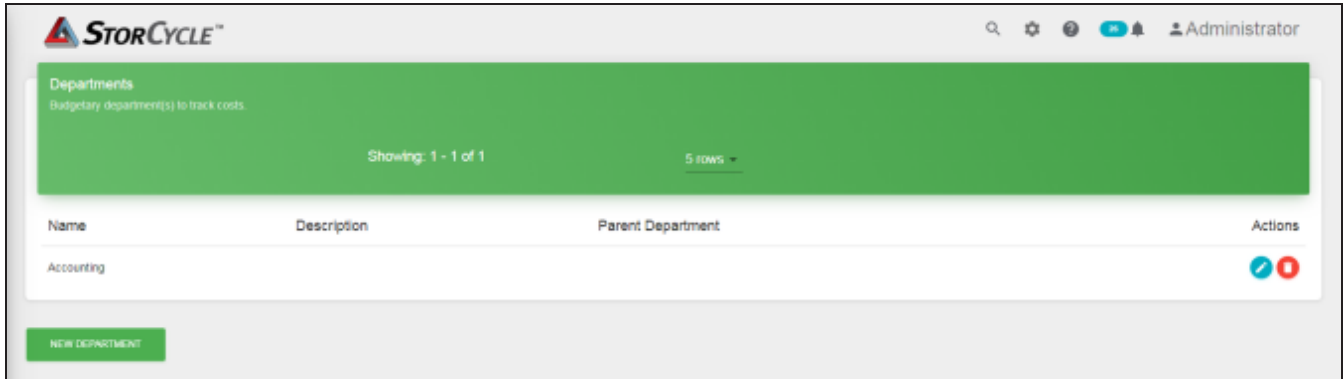 STORCYCLE™
Administrator
Departments
Budgetary department(s) to track costs.
Showing: 1 - 1 of 1
5 rows
Name Description Parent Department Actions
Accounting
NEW DEPARTMENT